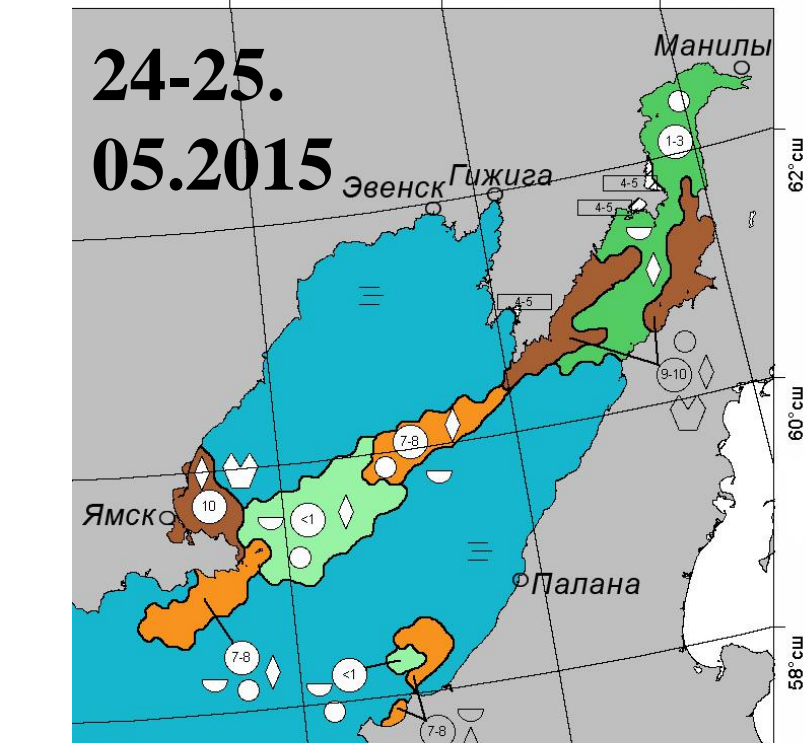 24-25.
05.2015
Манилы
1-3
62°сш
Эвенск
Гижига
4-5
4-5
4-5
9-10
60°сш
7-8
10
Ямск
<1
Палана
7-8
<1
58°сш
7-8